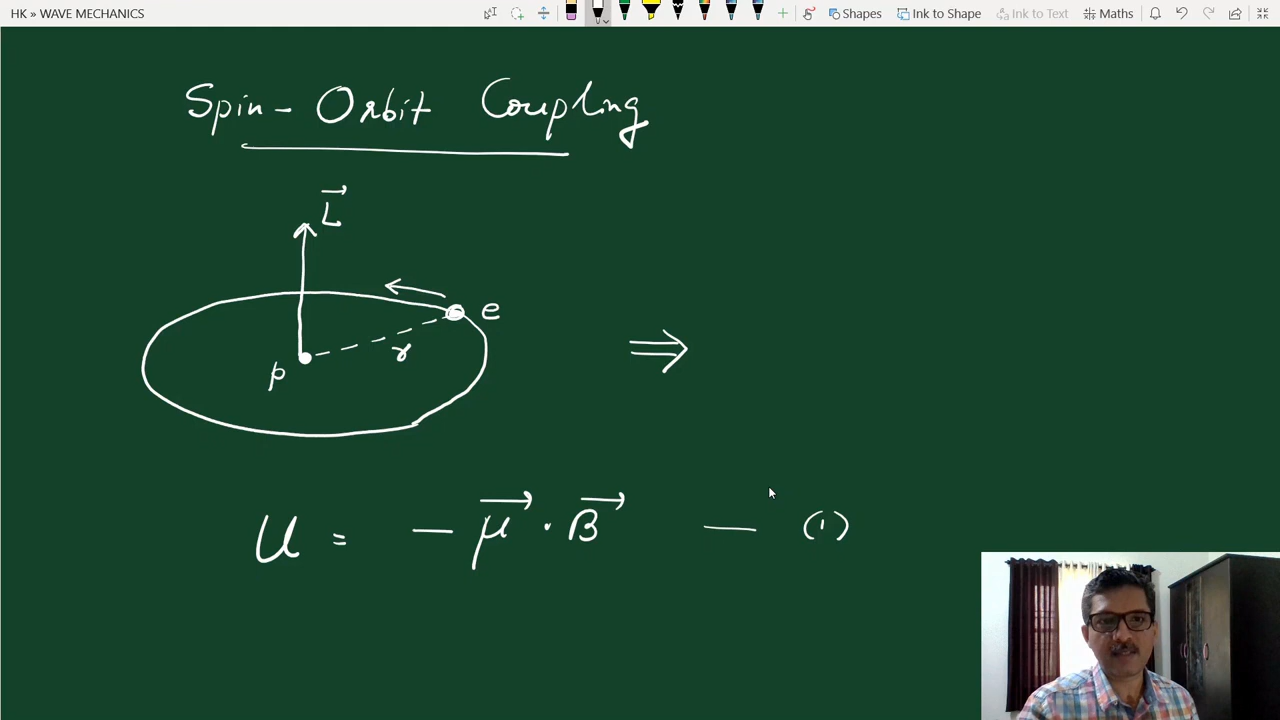 HK » WAVE MECHANICS
Shapes Ink to Shape Ink to Text Maths
Spin-Orbit Coupling
L⃗
e
r
p
⇒
U = − μ⃗ · B⃗ — (1)